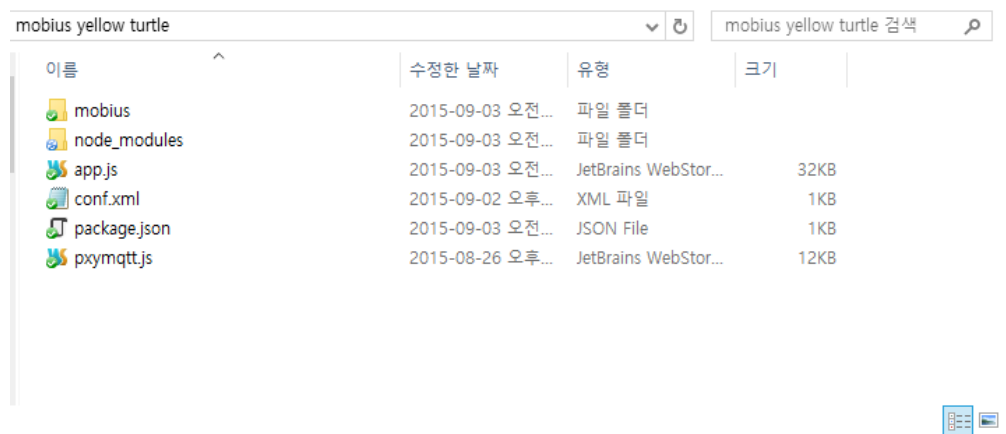 mobius yellow turtle mobius yellow turtle 검색
이름 수정한 날짜 유형 크기
mobius 2015-09-03 오전... 파일 폴더
node_modules 2015-09-03 오전... 파일 폴더
app.js 2015-09-03 오전... JetBrains WebStor... 32KB
conf.xml 2015-09-02 오후... XML 파일 1KB
package.json 2015-09-03 오전... JSON File 1KB
pxymqtt.js 2015-08-26 오후... JetBrains WebStor... 12KB